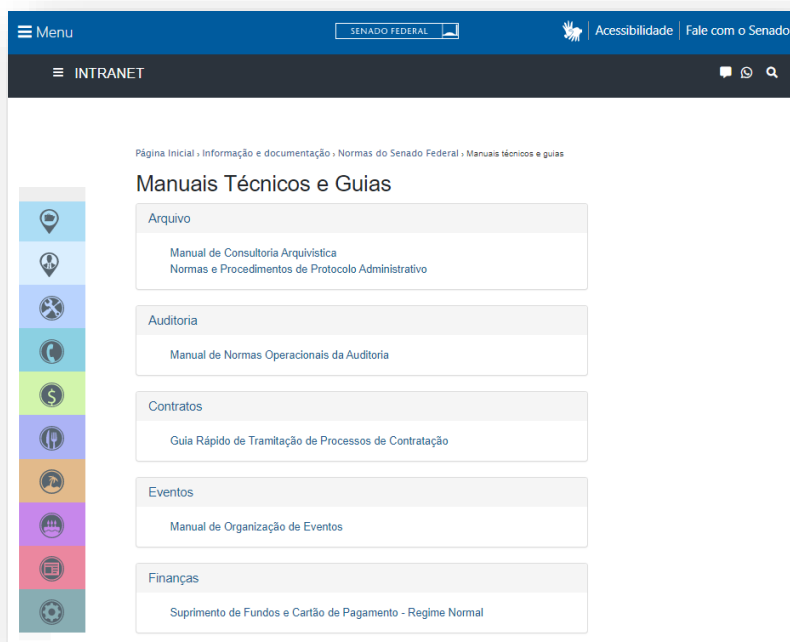 Menu
SENADO FEDERAL
Acessibilidade
Fale com o Senado
INTRANET
Página Inicial › Informação e documentação › Normas do Senado Federal › Manuais técnicos e guias
Manuais Técnicos e Guias
Arquivo
Manual de Consultoria Arquivistica
Normas e Procedimentos de Protocolo Administrativo
Auditoria
Manual de Normas Operacionais da Auditoria
Contratos
Guia Rápido de Tramitação de Processos de Contratação
Eventos
Manual de Organização de Eventos
Finanças
Suprimento de Fundos e Cartão de Pagamento - Regime Normal